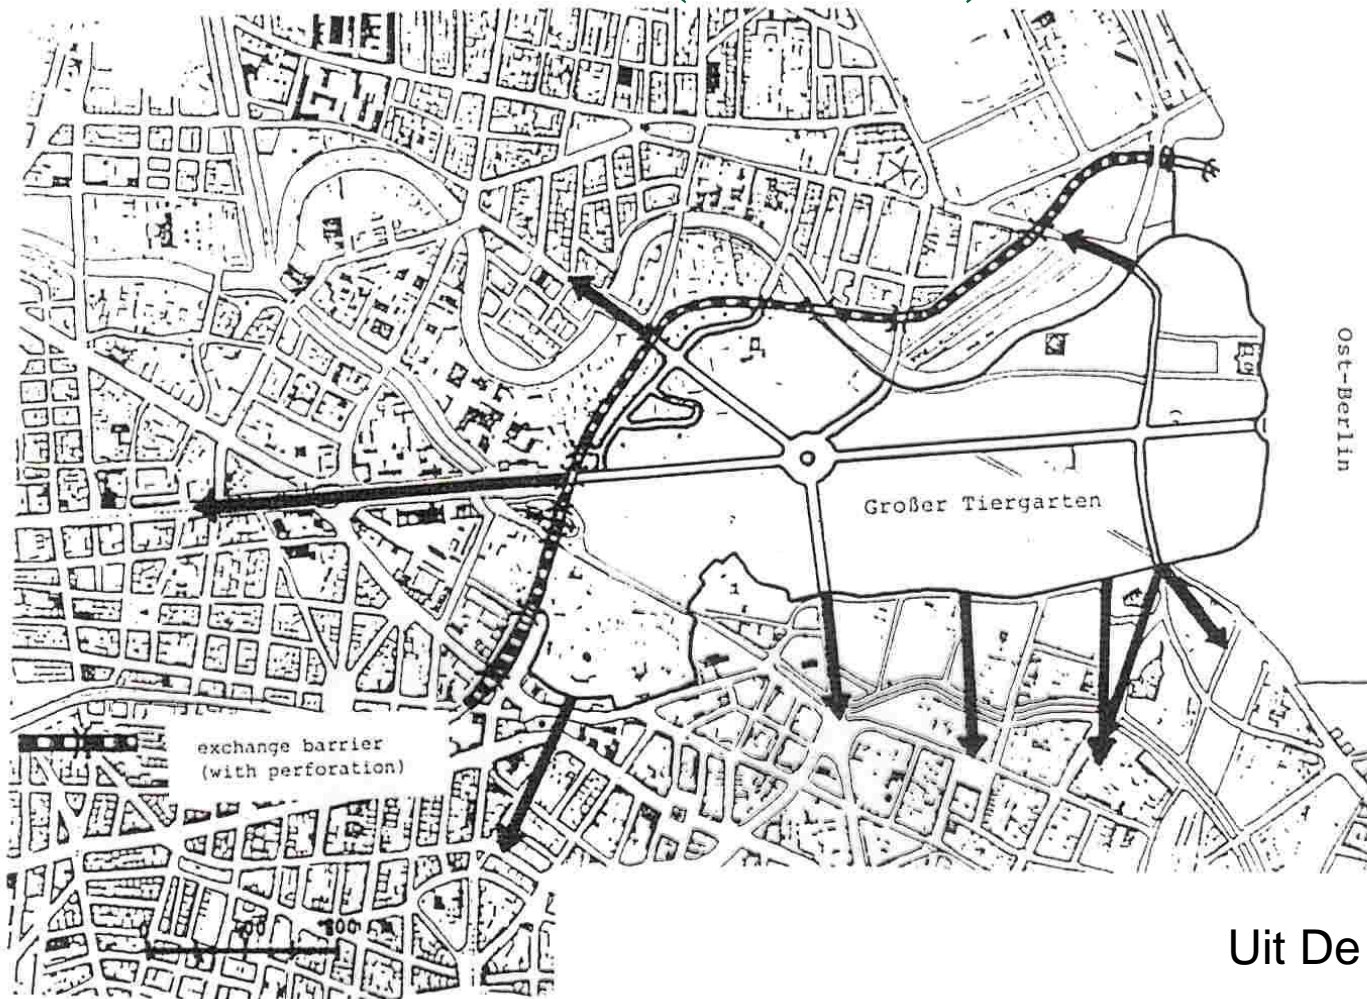 Ost-Berlin
Großer Tiergarten
exchange barrier
(with perforation)
Uit De